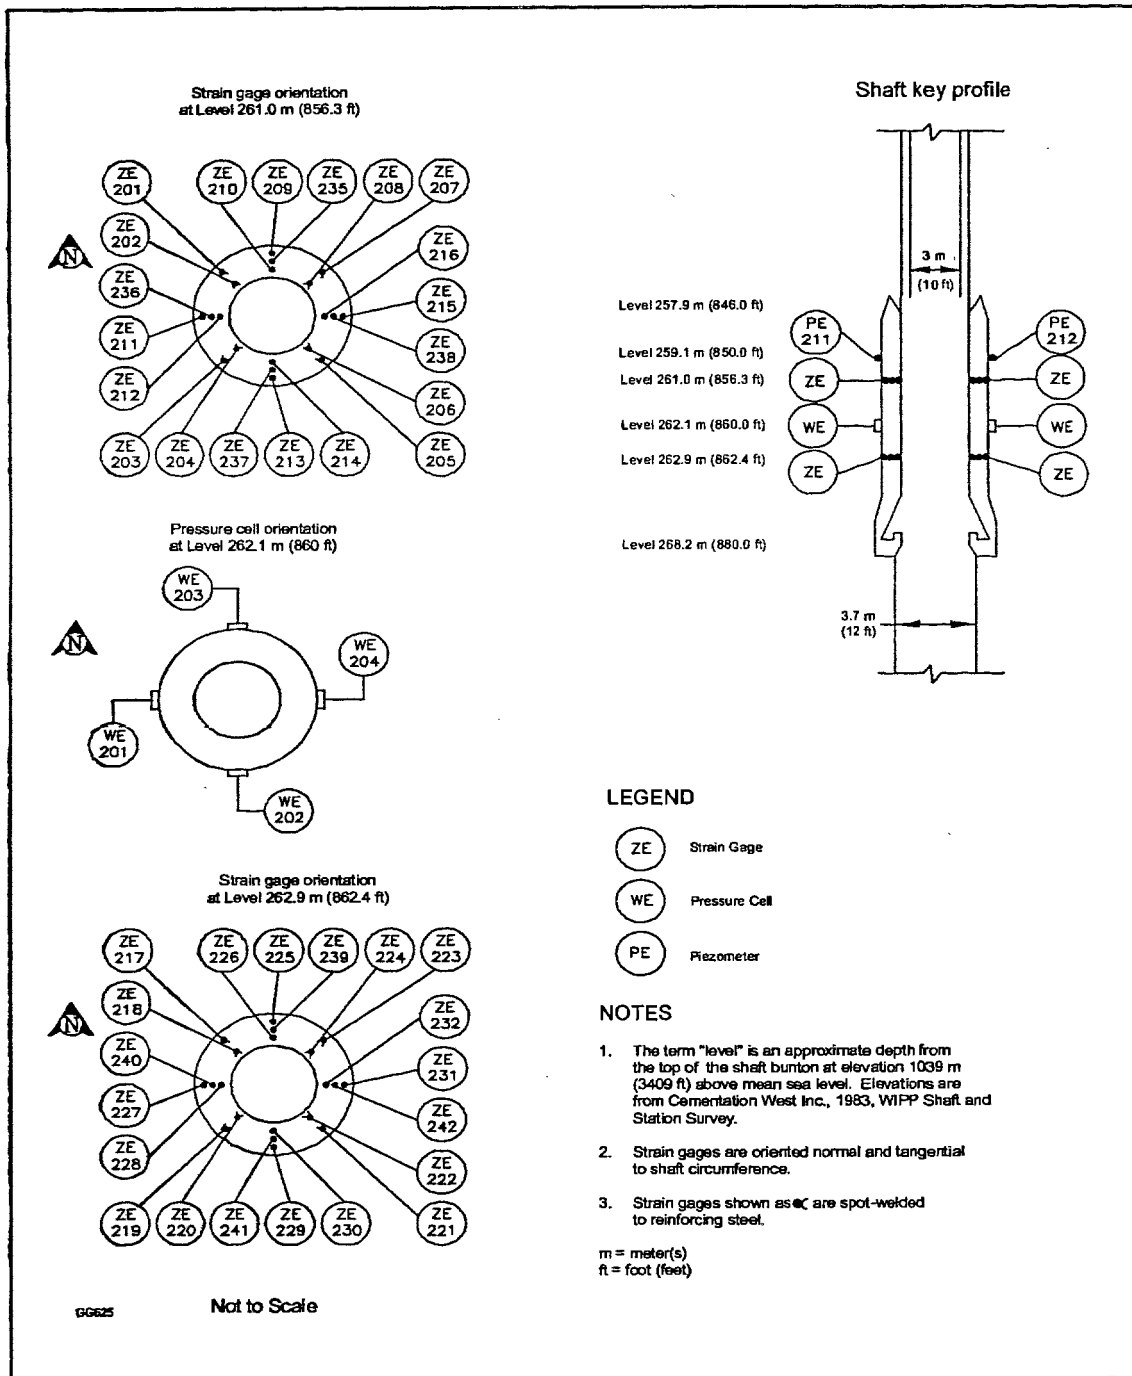 Strain gage orientation
at Level 261.0 m (856.3 ft)
ZE
201
ZE
210
ZE
209
ZE
235
ZE
208
ZE
207
ZE
202
ZE
216
N
ZE
236
ZE
215
ZE
211
ZE
238
ZE
212
ZE
206
ZE
203
ZE
204
ZE
237
ZE
213
ZE
214
ZE
205
Pressure cell orientation
at Level 262.1 m (860 ft)
WE
203
N
WE
204
WE
201
WE
202
Strain gage orientation
at Level 262.9 m (862.4 ft)
ZE
217
ZE
226
ZE
225
ZE
239
ZE
224
ZE
223
ZE
218
ZE
232
N
ZE
240
ZE
231
ZE
227
ZE
242
ZE
228
ZE
222
ZE
219
ZE
220
ZE
241
ZE
229
ZE
230
ZE
221
GG625
Not to Scale
Shaft key profile
3 m
(10 ft)
Level 257.9 m (846.0 ft)
PE
211
PE
212
Level 259.1 m (850.0 ft)
Level 261.0 m (856.3 ft)
ZE
ZE
Level 262.1 m (860.0 ft)
WE
WE
Level 262.9 m (862.4 ft)
ZE
ZE
Level 268.2 m (880.0 ft)
3.7 m
(12 ft)
LEGEND
ZE Strain Gage
WE Pressure Cell
PE Piezometer
NOTES
1. The term "level" is an approximate depth from
the top of the shaft bunton at elevation 1039 m
(3409 ft) above mean sea level. Elevations are
from Cementation West Inc., 1983, WIPP Shaft and
Station Survey.
2. Strain gages are oriented normal and tangential
to shaft circumference.
3. Strain gages shown as are spot-welded
to reinforcing steel.
m = meter(s)
ft = foot (feet)